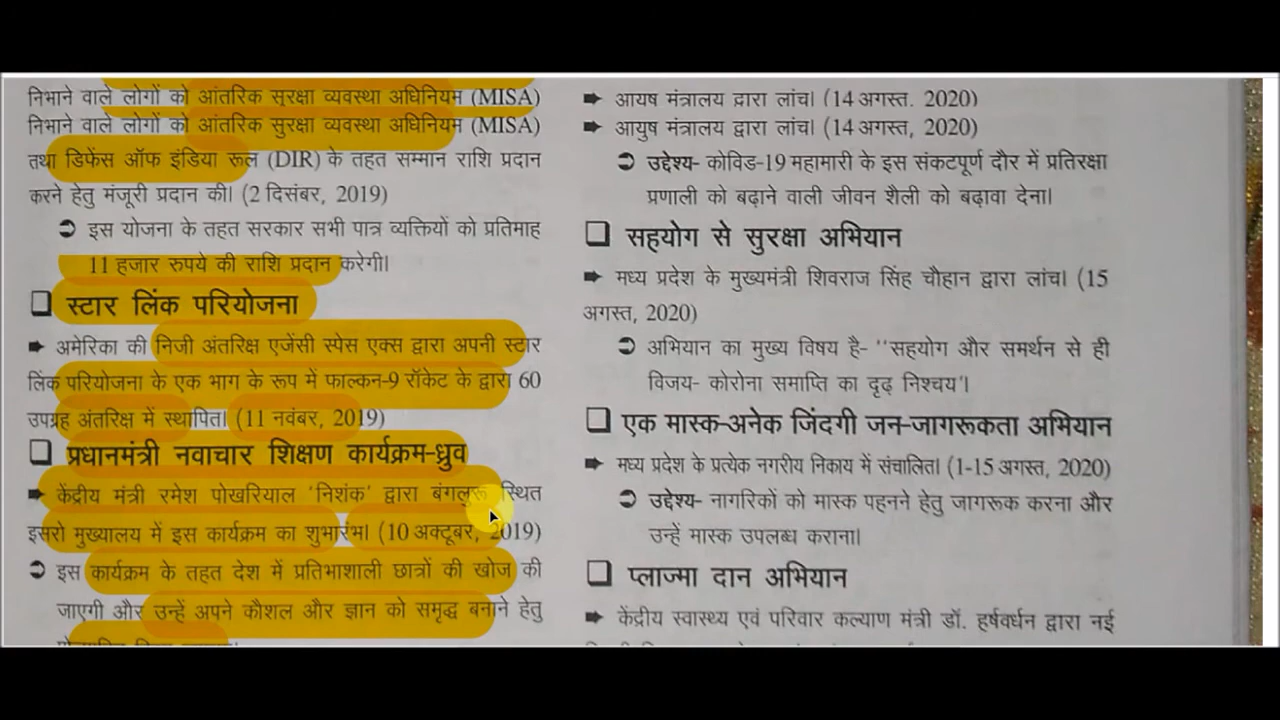 निभाने वाले लोगों को आंतरिक सुरक्षा व्यवस्था अधिनियम (MISA)
निभाने वाले लोगों को आंतरिक सुरक्षा व्यवस्था अधिनियम (MISA)
तथा डिफेंस ऑफ इंडिया रूल (DIR) के तहत सम्मान राशि प्रदान
करने हेतु मंजूरी प्रदान की। (2 दिसंबर, 2019)
इस योजना के तहत सरकार सभी पात्र व्यक्तियों को प्रतिमाह
11 हजार रुपये की राशि प्रदान करेगी।
स्टार लिंक परियोजना
अमेरिका की निजी अंतरिक्ष एजेंसी स्पेस एक्स द्वारा अपनी स्टार
लिंक परियोजना के एक भाग के रूप में फाल्कन-9 रॉकेट के द्वारा 60
उपग्रह अंतरिक्ष में स्थापित। (11 नवंबर, 2019)
प्रधानमंत्री नवाचार शिक्षण कार्यक्रम-ध्रुव
केंद्रीय मंत्री रमेश पोखरियाल 'निशंक' द्वारा बंगलुरू स्थित
इसरो मुख्यालय में इस कार्यक्रम का शुभारंभ। (10 अक्टूबर, 2019)
इस कार्यक्रम के तहत देश में प्रतिभाशाली छात्रों की खोज की
जाएगी और उन्हें अपने कौशल और ज्ञान को समृद्ध बनाने हेतु
आयुष मंत्रालय द्वारा लांच। (14 अगस्त, 2020)
आयुष मंत्रालय द्वारा लांच। (14 अगस्त, 2020)
उद्देश्य- कोविड-19 महामारी के इस संकटपूर्ण दौर में प्रतिरक्षा
प्रणाली को बढ़ाने वाली जीवन शैली को बढ़ावा देना।
सहयोग से सुरक्षा अभियान
मध्य प्रदेश के मुख्यमंत्री शिवराज सिंह चौहान द्वारा लांच। (15
अगस्त, 2020)
अभियान का मुख्य विषय है- ''सहयोग और समर्थन से ही
विजय- कोरोना समाप्ति का दृढ़ निश्चय'।
एक मास्क-अनेक जिंदगी जन-जागरूकता अभियान
मध्य प्रदेश के प्रत्येक नगरीय निकाय में संचालित। (1-15 अगस्त, 2020)
उद्देश्य- नागरिकों को मास्क पहनने हेतु जागरूक करना और
उन्हें मास्क उपलब्ध कराना।
प्लाज्मा दान अभियान
केंद्रीय स्वास्थ्य एवं परिवार कल्याण मंत्री डॉ. हर्षवर्धन द्वारा नई